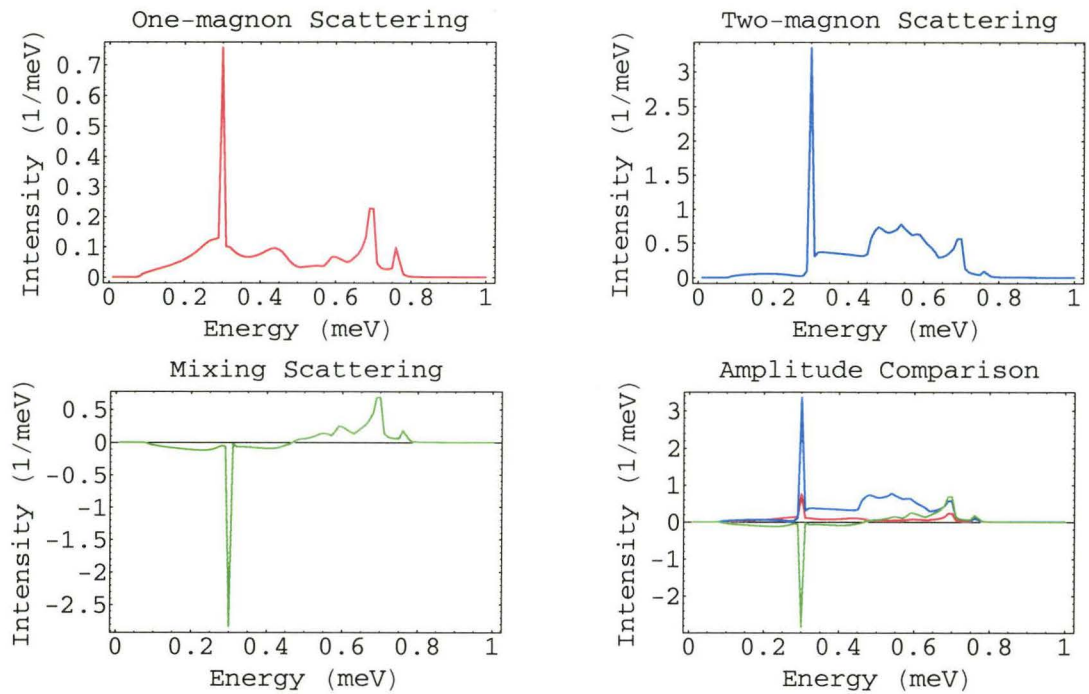 One-magnon Scattering
Intensity (1/meV)
0.7
0.6
0.5
0.4
0.3
0.2
0.1
0
0 0.2 0.4 0.6 0.8 1
Energy (meV)
Two-magnon Scattering
Intensity (1/meV)
3
2.5
2
1.5
1
0.5
0
0 0.2 0.4 0.6 0.8 1
Energy (meV)
Mixing Scattering
Intensity (1/meV)
0.5
0
-0.5
-1
-1.5
-2
-2.5
0 0.2 0.4 0.6 0.8 1
Energy (meV)
Amplitude Comparison
Intensity (1/meV)
3
2
1
0
-1
-2
0 0.2 0.4 0.6 0.8 1
Energy (meV)